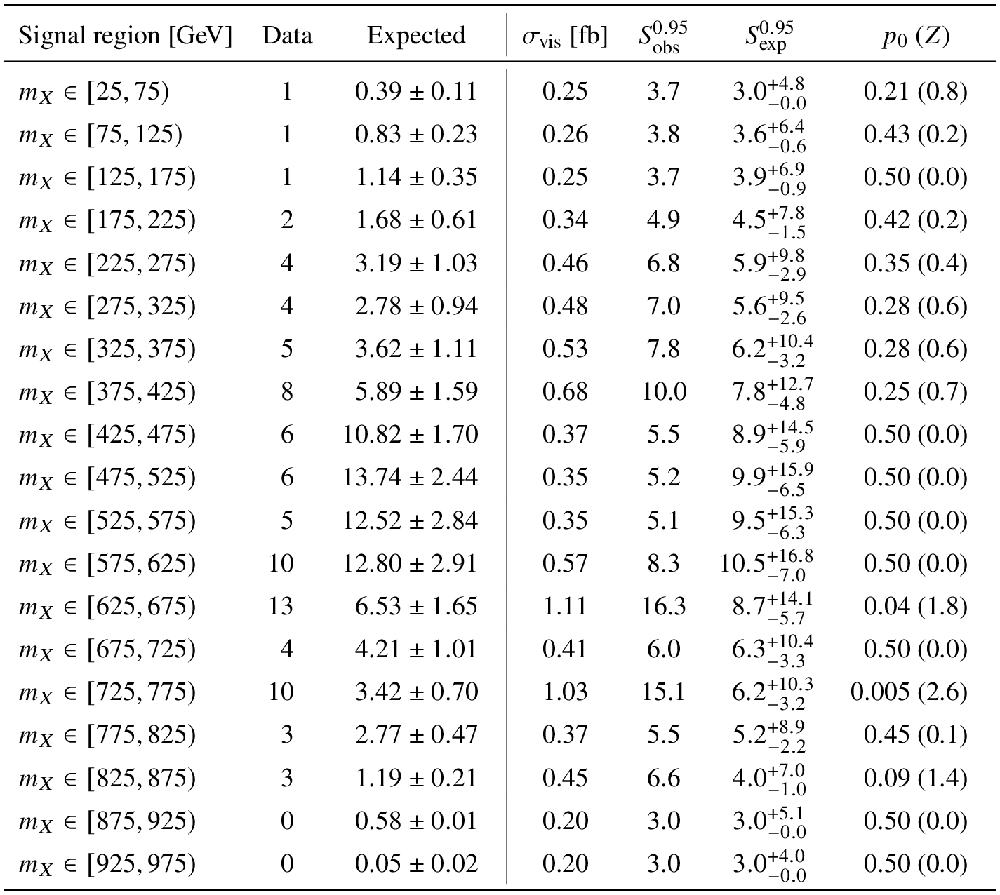 Signal region [GeV] Data Expected σ_vis [fb] S_obs^0.95 S_exp^0.95 p_0 (Z)
m_X ∈ [25, 75) 1 0.39 ± 0.11 0.25 3.7 3.0^{+4.8}_{−0.0} 0.21 (0.8)
m_X ∈ [75, 125) 1 0.83 ± 0.23 0.26 3.8 3.6^{+6.4}_{−0.6} 0.43 (0.2)
m_X ∈ [125, 175) 1 1.14 ± 0.35 0.25 3.7 3.9^{+6.9}_{−0.9} 0.50 (0.0)
m_X ∈ [175, 225) 2 1.68 ± 0.61 0.34 4.9 4.5^{+7.8}_{−1.5} 0.42 (0.2)
m_X ∈ [225, 275) 4 3.19 ± 1.03 0.46 6.8 5.9^{+9.8}_{−2.9} 0.35 (0.4)
m_X ∈ [275, 325) 4 2.78 ± 0.94 0.48 7.0 5.6^{+9.5}_{−2.6} 0.28 (0.6)
m_X ∈ [325, 375) 5 3.62 ± 1.11 0.53 7.8 6.2^{+10.4}_{−3.2} 0.28 (0.6)
m_X ∈ [375, 425) 8 5.89 ± 1.59 0.68 10.0 7.8^{+12.7}_{−4.8} 0.25 (0.7)
m_X ∈ [425, 475) 6 10.82 ± 1.70 0.37 5.5 8.9^{+14.5}_{−5.9} 0.50 (0.0)
m_X ∈ [475, 525) 6 13.74 ± 2.44 0.35 5.2 9.9^{+15.9}_{−6.5} 0.50 (0.0)
m_X ∈ [525, 575) 5 12.52 ± 2.84 0.35 5.1 9.5^{+15.3}_{−6.3} 0.50 (0.0)
m_X ∈ [575, 625) 10 12.80 ± 2.91 0.57 8.3 10.5^{+16.8}_{−7.0} 0.50 (0.0)
m_X ∈ [625, 675) 13 6.53 ± 1.65 1.11 16.3 8.7^{+14.1}_{−5.7} 0.04 (1.8)
m_X ∈ [675, 725) 4 4.21 ± 1.01 0.41 6.0 6.3^{+10.4}_{−3.3} 0.50 (0.0)
m_X ∈ [725, 775) 10 3.42 ± 0.70 1.03 15.1 6.2^{+10.3}_{−3.2} 0.005 (2.6)
m_X ∈ [775, 825) 3 2.77 ± 0.47 0.37 5.5 5.2^{+8.9}_{−2.2} 0.45 (0.1)
m_X ∈ [825, 875) 3 1.19 ± 0.21 0.45 6.6 4.0^{+7.0}_{−1.0} 0.09 (1.4)
m_X ∈ [875, 925) 0 0.58 ± 0.01 0.20 3.0 3.0^{+5.1}_{−0.0} 0.50 (0.0)
m_X ∈ [925, 975) 0 0.05 ± 0.02 0.20 3.0 3.0^{+4.0}_{−0.0} 0.50 (0.0)